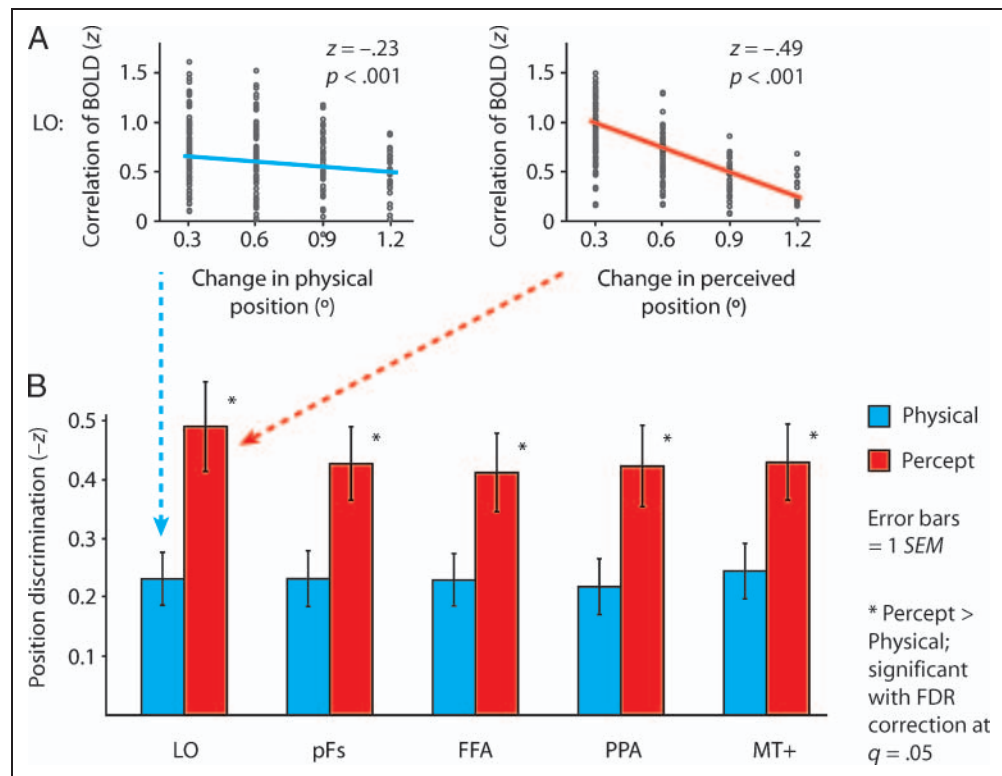 A
z = –.23
p < .001
z = –.49
p < .001
LO:
Correlation of BOLD (z)
1.5
1.0
0.5
0
0.3 0.6 0.9 1.2
Change in physical
position (º)
Correlation of BOLD (z)
1.5
1.0
0.5
0
0.3 0.6 0.9 1.2
Change in perceived
position (º)
B
Position discrimination (–z)
0.5
0.4
0.3
0.2
0.1
* * * * *
LO pFs FFA PPA MT+
Physical
Percept
Error bars
= 1 SEM
* Percept >
Physical;
significant
with FDR
correction at
q = .05